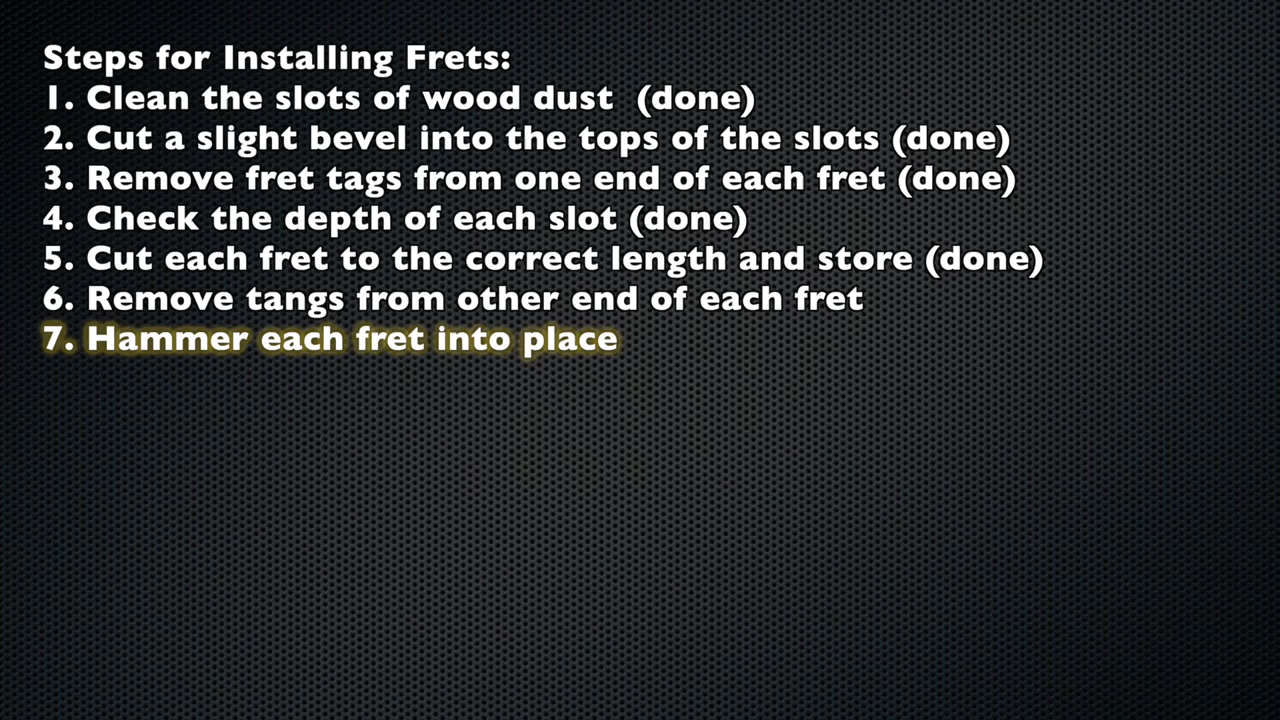 Steps for Installing Frets:
1. Clean the slots of wood dust  (done)
2. Cut a slight bevel into the tops of the slots (done)
3. Remove fret tags from one end of each fret (done)
4. Check the depth of each slot (done)
5. Cut each fret to the correct length and store (done)
6. Remove tangs from other end of each fret
7. Hammer each fret into place